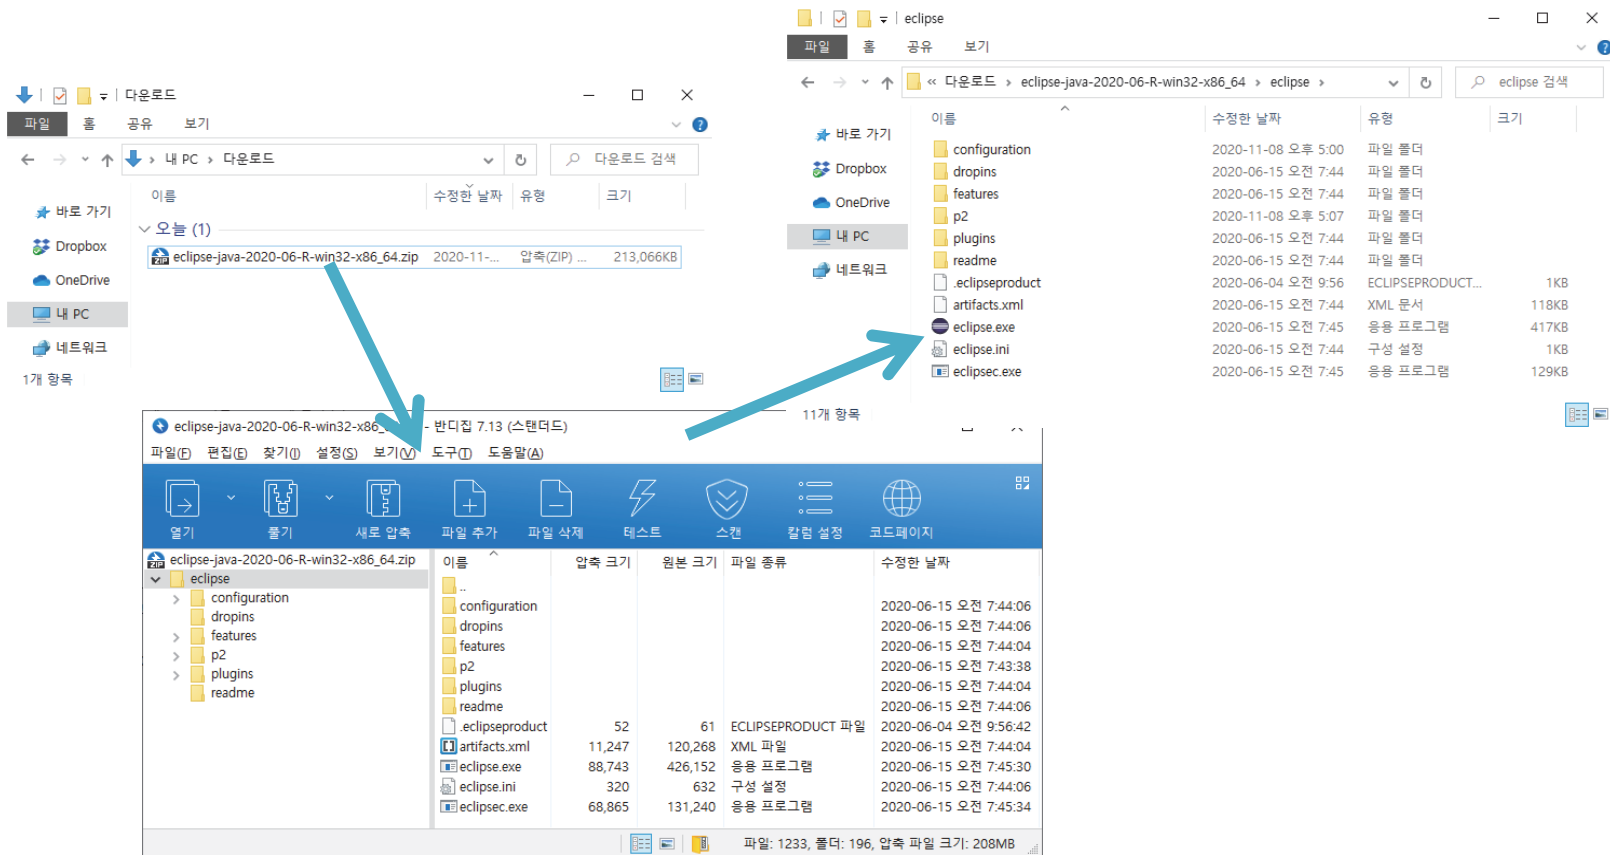 다운로드
파일 홈 공유 보기
내 PC › 다운로드 다운로드 검색
이름 수정한 날짜 유형 크기
바로 가기
오늘 (1)
Dropbox
eclipse-java-2020-06-R-win32-x86_64.zip 2020-11-... 압축(ZIP) ... 213,066KB
OneDrive
내 PC
네트워크
1개 항목
eclipse
파일 홈 공유 보기
« 다운로드 › eclipse-java-2020-06-R-win32-x86_64 › eclipse › eclipse 검색
이름 수정한 날짜 유형 크기
바로 가기
Dropbox
OneDrive
내 PC
네트워크
configuration 2020-11-08 오후 5:00 파일 폴더
dropins 2020-06-15 오전 7:44 파일 폴더
features 2020-06-15 오전 7:44 파일 폴더
p2 2020-11-08 오후 5:07 파일 폴더
plugins 2020-06-15 오전 7:44 파일 폴더
readme 2020-06-15 오전 7:44 파일 폴더
.eclipseproduct 2020-06-04 오전 9:56 ECLIPSEPRODUCT... 1KB
artifacts.xml 2020-06-15 오전 7:44 XML 문서 118KB
eclipse.exe 2020-06-15 오전 7:45 응용 프로그램 417KB
eclipse.ini 2020-06-15 오전 7:44 구성 설정 1KB
eclipsec.exe 2020-06-15 오전 7:45 응용 프로그램 129KB
11개 항목
eclipse-java-2020-06-R-win32-x86_ - 반디집 7.13 (스탠더드)
파일(F) 편집(E) 찾기(I) 설정(S) 보기(V) 도구(T) 도움말(A)
열기 풀기 새로 압축 파일 추가 파일 삭제 테스트 스캔 칼럼 설정 코드페이지
eclipse-java-2020-06-R-win32-x86_64.zip
eclipse
configuration
dropins
features
p2
plugins
readme
이름 압축 크기 원본 크기 파일 종류 수정한 날짜
..
configuration 2020-06-15 오전 7:44:06
dropins 2020-06-15 오전 7:44:06
features 2020-06-15 오전 7:44:04
p2 2020-06-15 오전 7:43:38
plugins 2020-06-15 오전 7:44:04
readme 2020-06-15 오전 7:44:06
.eclipseproduct 52 61 ECLIPSEPRODUCT 파일 2020-06-04 오전 9:56:42
artifacts.xml 11,247 120,268 XML 파일 2020-06-15 오전 7:44:04
eclipse.exe 88,743 426,152 응용 프로그램 2020-06-15 오전 7:45:30
eclipse.ini 320 632 구성 설정 2020-06-15 오전 7:44:06
eclipsec.exe 68,865 131,240 응용 프로그램 2020-06-15 오전 7:45:34
파일: 1233, 폴더: 196, 압축 파일 크기: 208MB